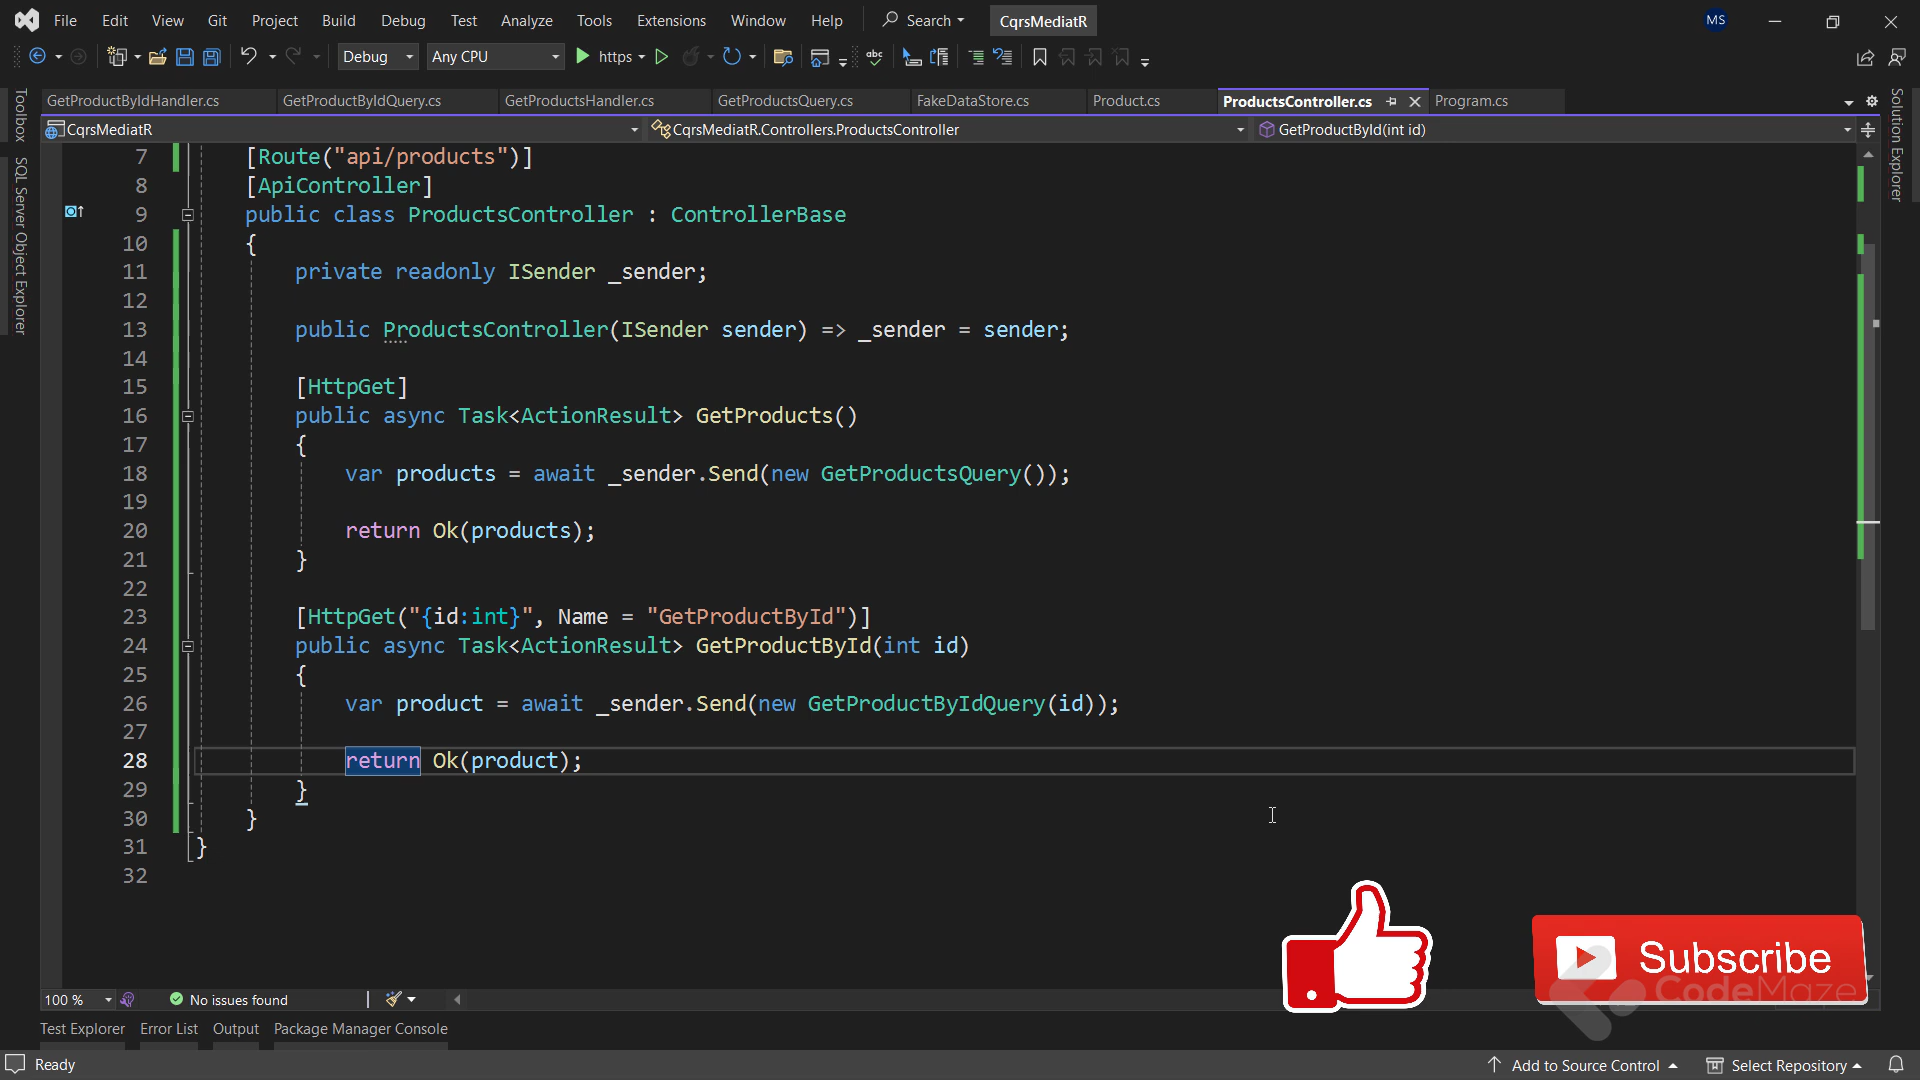 File Edit View Git Project Build Debug Test Analyze Tools Extensions Window Help Search CqrsMediatR MS
Debug Any CPU https
GetProductByIdHandler.cs GetProductByIdQuery.cs GetProductsHandler.cs GetProductsQuery.cs FakeDataStore.cs Product.cs ProductsController.cs Program.cs
CqrsMediatR CqrsMediatR.Controllers.ProductsController GetProductById(int id)
Toolbox
SQL Server Object Explorer
Solution Explorer
7 [Route("api/products")]
8 [ApiController]
9 public class ProductsController : ControllerBase
10 {
11 private readonly ISender _sender;
12
13 public ProductsController(ISender sender) => _sender = sender;
14
15 [HttpGet]
16 public async Task<ActionResult> GetProducts()
17 {
18 var products = await _sender.Send(new GetProductsQuery());
19
20 return Ok(products);
21 }
22
23 [HttpGet("{id:int}", Name = "GetProductById")]
24 public async Task<ActionResult> GetProductById(int id)
25 {
26 var product = await _sender.Send(new GetProductByIdQuery(id));
27
28 return Ok(product);
29 }
30 }
31 }
32
Subscribe
CodeMaze
100 % No issues found
Test Explorer Error List Output Package Manager Console
Ready Add to Source Control Select Repository